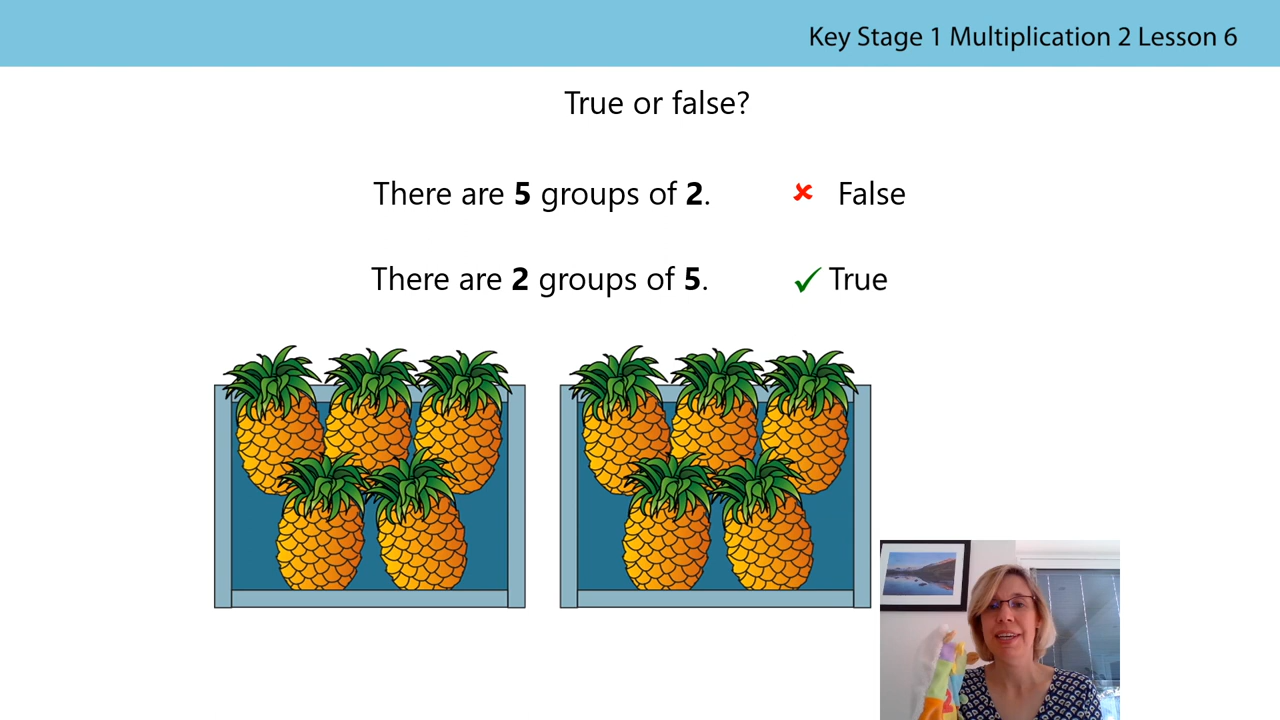 Key Stage 1 Multiplication 2 Lesson 6
True or false?
There are 5 groups of 2. ✘ False
There are 2 groups of 5. ✓ True